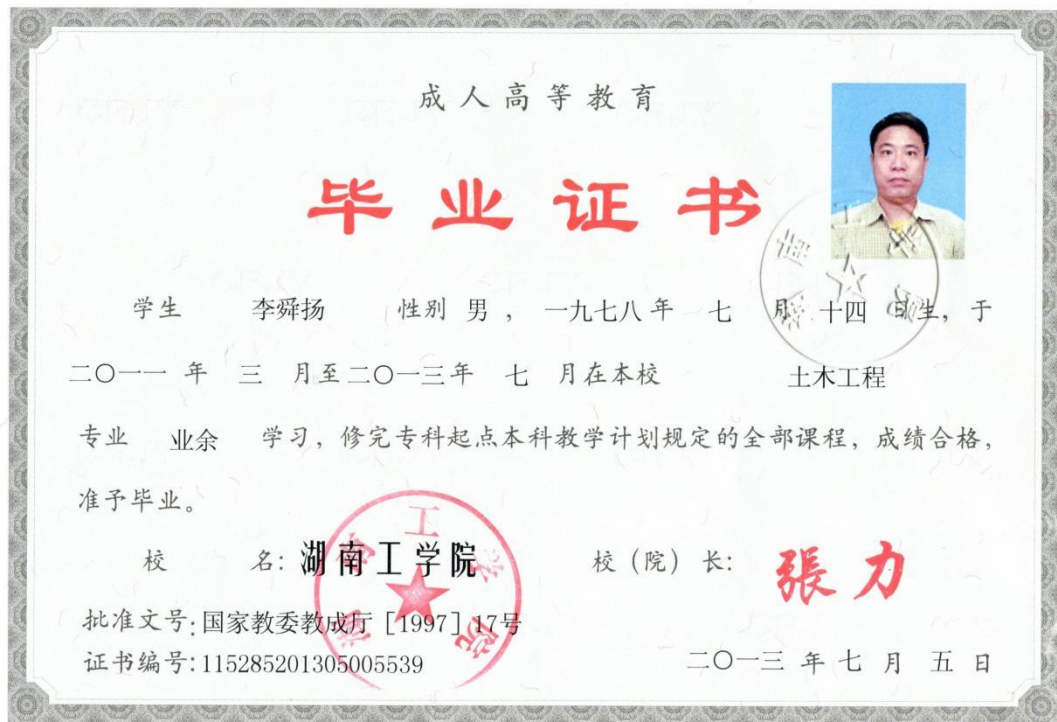 成人高等教育
毕业证书
学生 李舜扬 性别 男 ， 一九七八年 七 月 十四 日生，于
二〇一一 年 三 月至二〇一三年 七 月在本校 土木工程
专业 业余 学习，修完专科起点本科教学计划规定的全部课程，成绩合格，
准予毕业。
校 名：湖南工学院 校（院）长：張力
批准文号：国家教委教成厅［1997］17号
证书编号：115285201305005539 二〇一三 年 七 月 五 日
湖南工学院